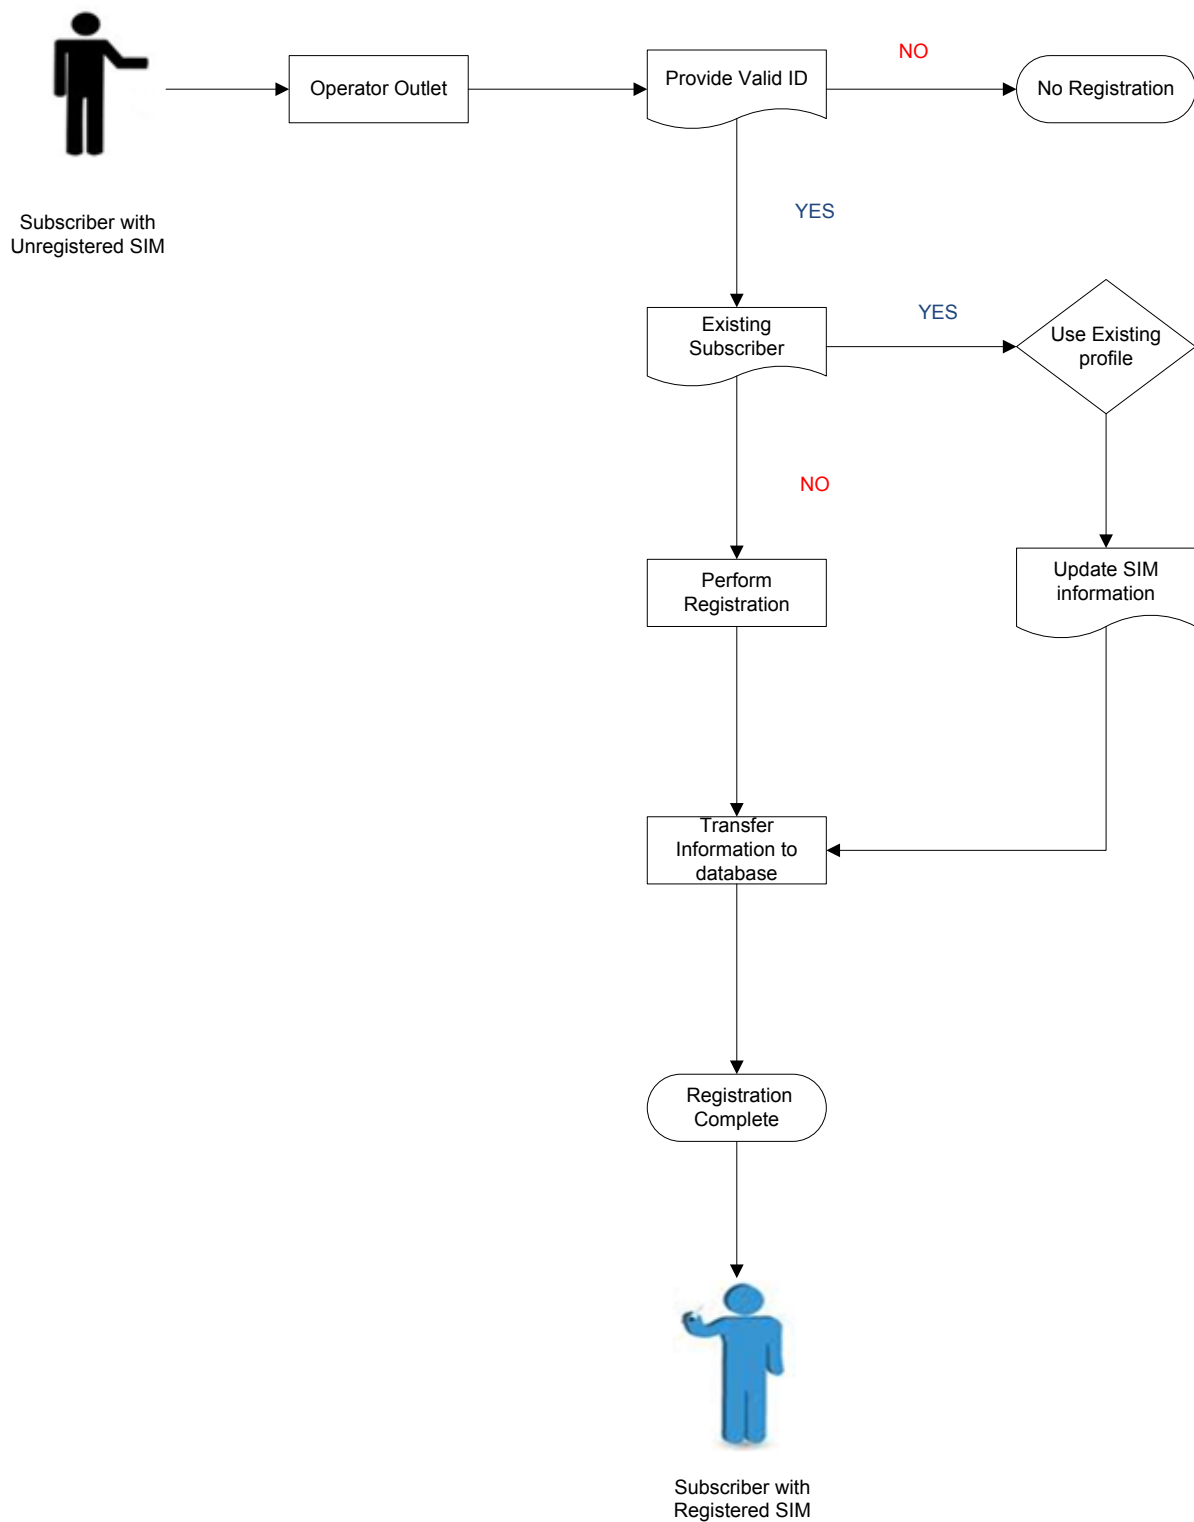 Operator Outlet
Provide Valid ID
NO
No Registration
Subscriber with
Unregistered SIM
YES
Existing
Subscriber
YES
Use Existing
profile
NO
Perform
Registration
Update SIM
information
Transfer
Information to
database
Registration
Complete
Subscriber with
Registered SIM